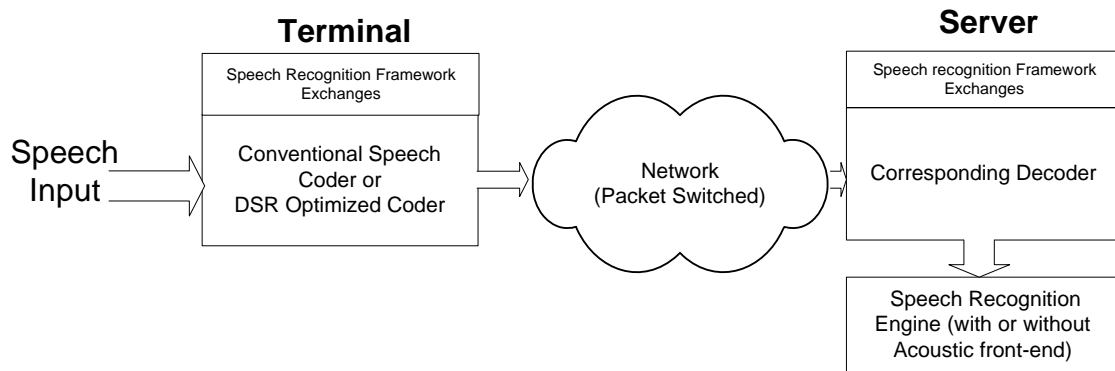 Terminal
Server
Speech Recognition Framework
Exchanges
Speech recognition Framework
Exchanges
Speech
Input
Conventional Speech
Coder or
DSR Optimized Coder
Network
(Packet Switched)
Corresponding Decoder
Speech Recognition
Engine (with or without
Acoustic front-end)